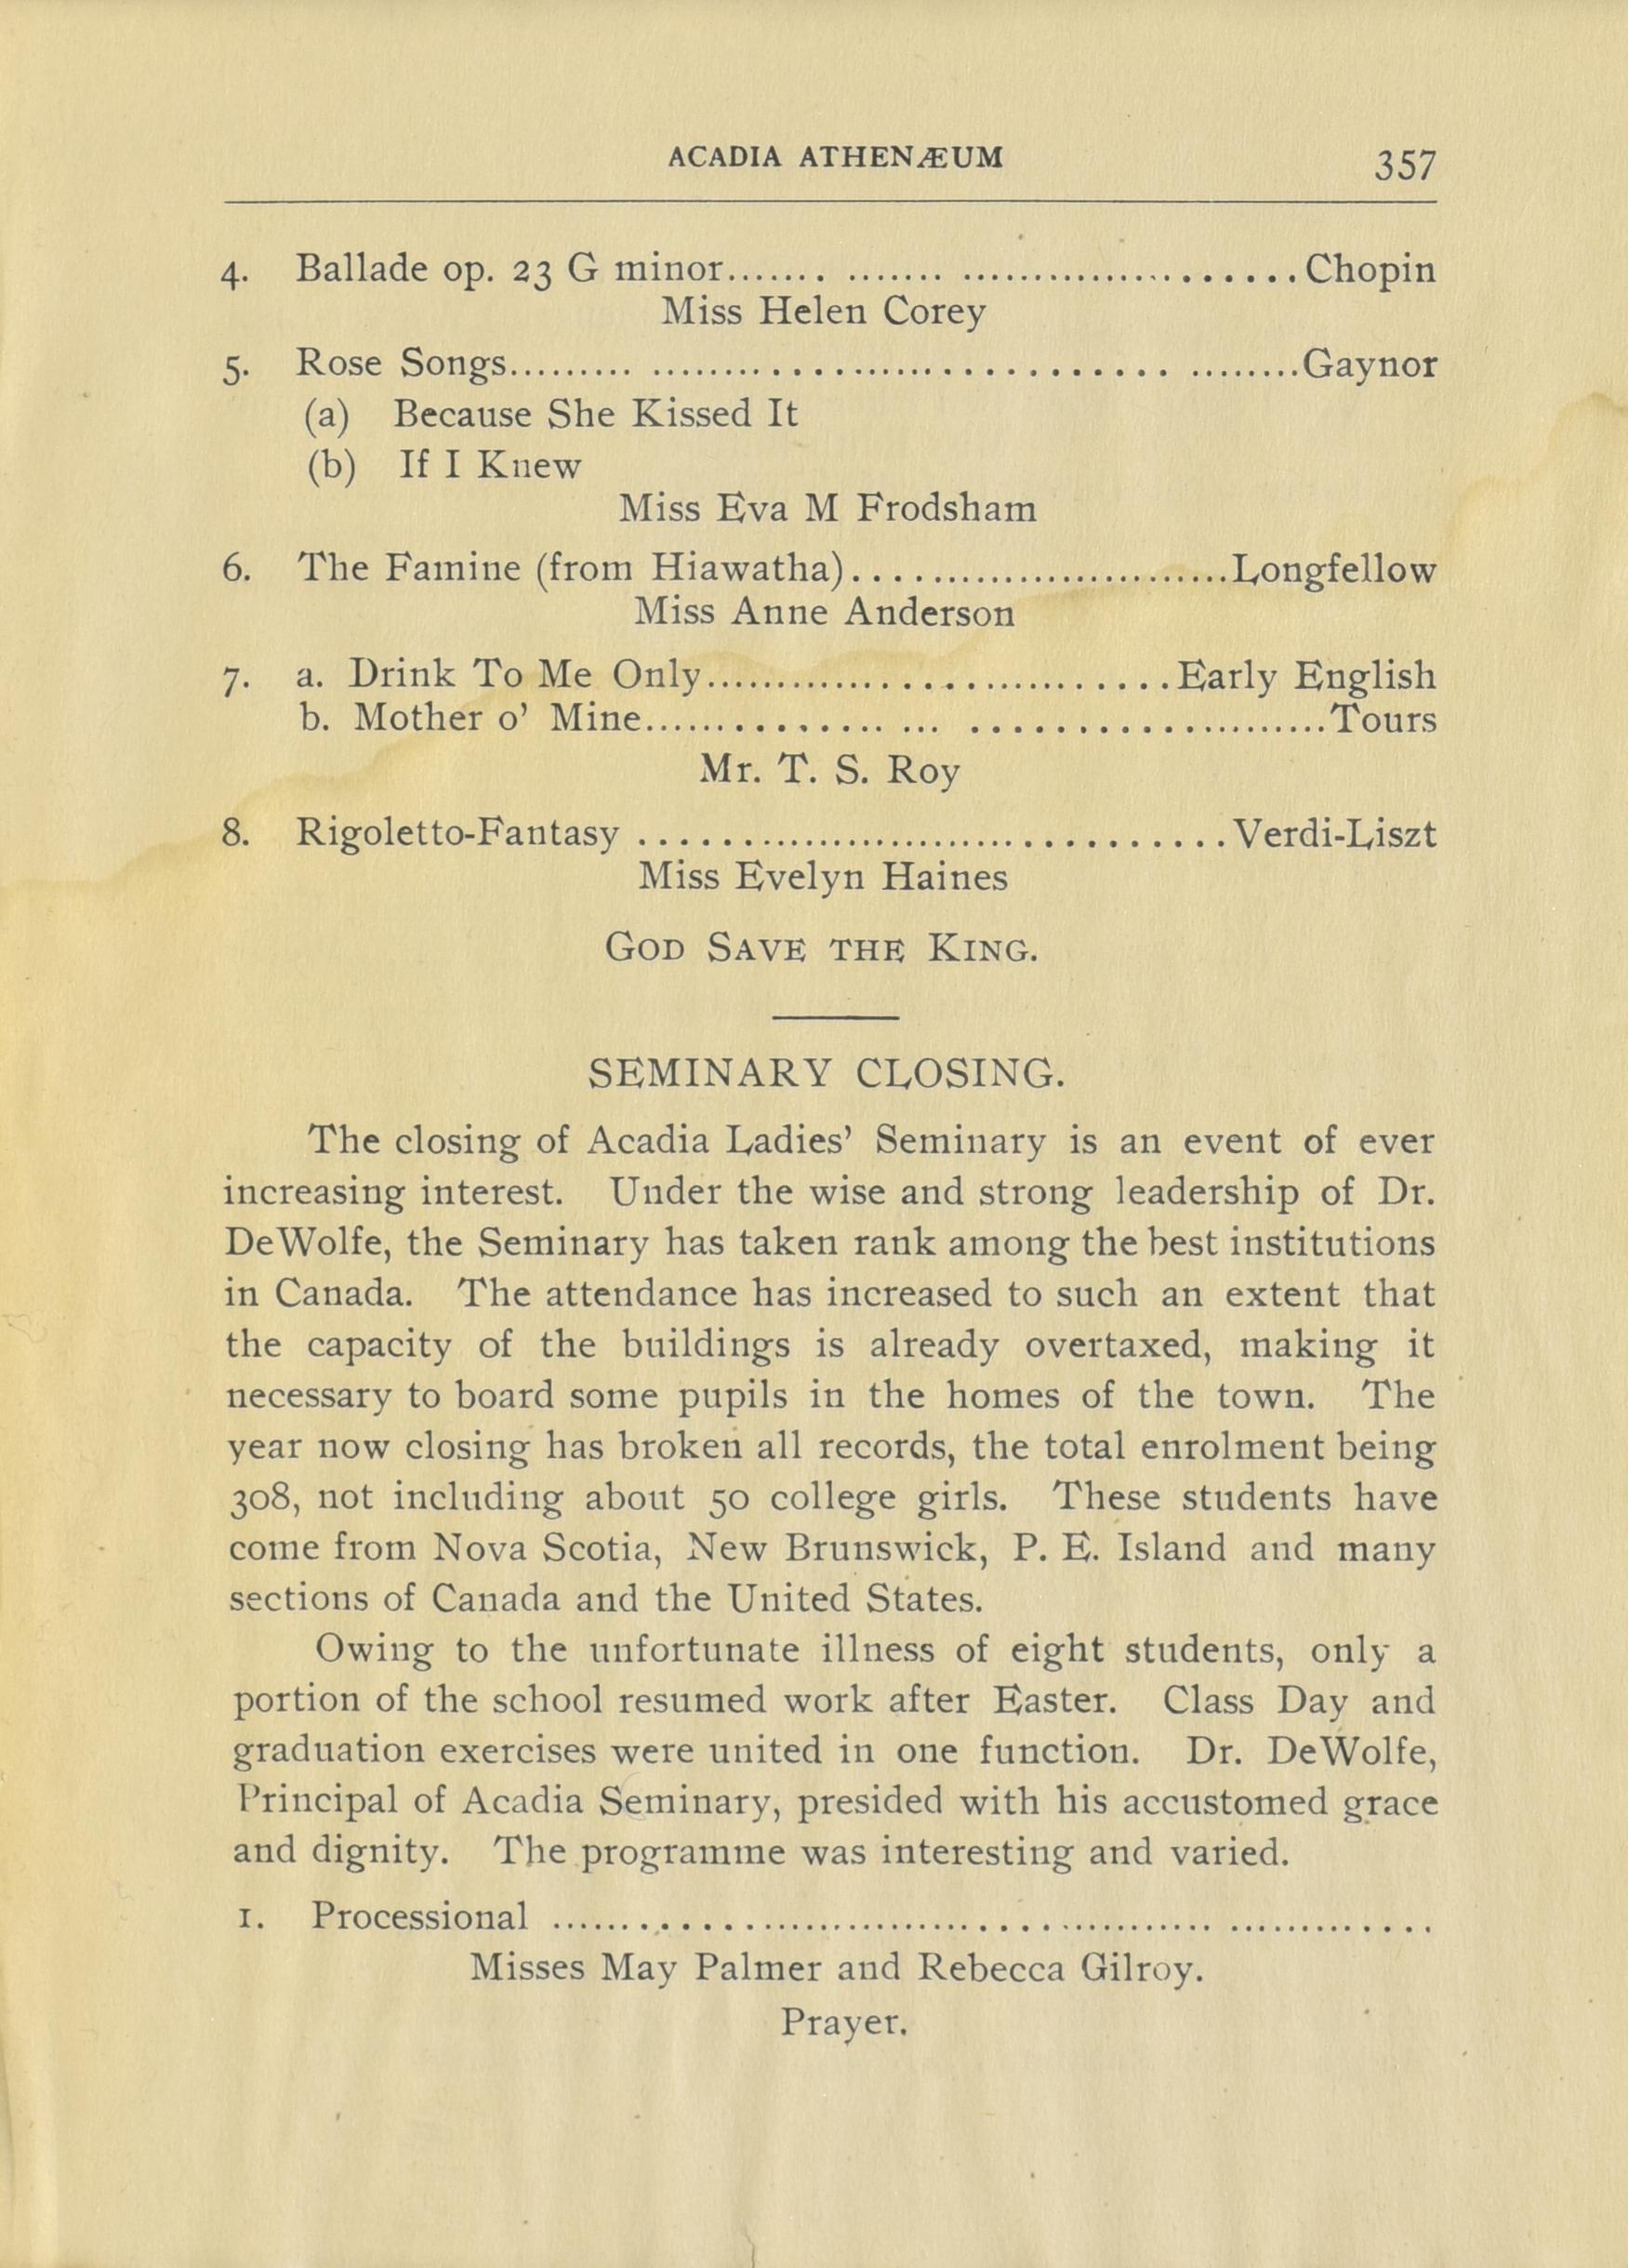 ACADIA ATHENÆUM 357
4. Ballade op. 23 G minor....... ....... ......................Chopin
Miss Helen Corey
5. Rose Songs.......... ............................... .........Gaynor
(a) Because She Kissed It
(b) If I Knew
Miss Eva M Frodsham
6. The Famine (from Hiawatha)..........................Longfellow
Miss Anne Anderson
7. a. Drink To Me Only.............................Early English
b. Mother o' Mine............... ... .......................Tours
Mr. T. S. Roy
8. Rigoletto-Fantasy ....................................Verdi-Liszt
Miss Evelyn Haines
GOD SAVE THE KING.
SEMINARY CLOSING.
The closing of Acadia Ladies' Seminary is an event of ever
increasing interest. Under the wise and strong leadership of Dr.
DeWolfe, the Seminary has taken rank among the best institutions
in Canada. The attendance has increased to such an extent that
the capacity of the buildings is already overtaxed, making it
necessary to board some pupils in the homes of the town. The
year now closing has broken all records, the total enrolment being
308, not including about 50 college girls. These students have
come from Nova Scotia, New Brunswick, P. E. Island and many
sections of Canada and the United States.
Owing to the unfortunate illness of eight students, only a
portion of the school resumed work after Easter. Class Day and
graduation exercises were united in one function. Dr. DeWolfe,
Principal of Acadia Seminary, presided with his accustomed grace
and dignity. The programme was interesting and varied.
1. Processional ............................................. .............
Misses May Palmer and Rebecca Gilroy.
Prayer.